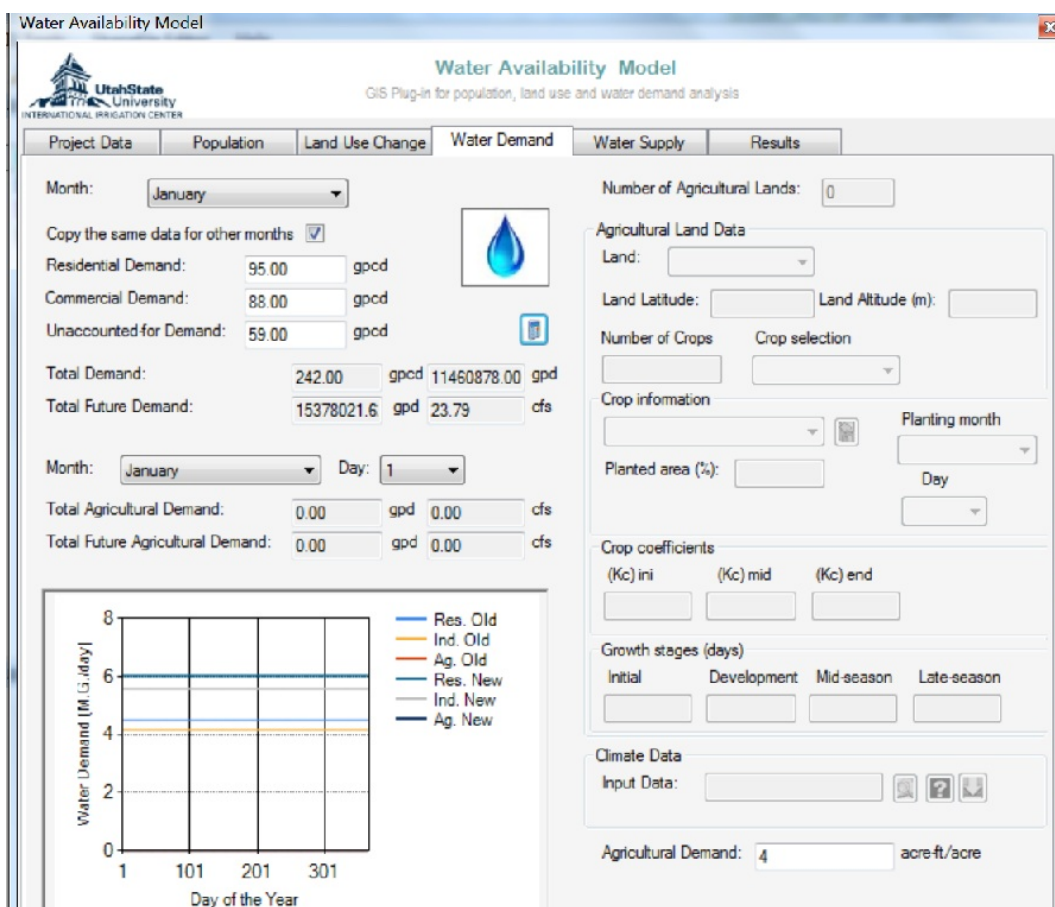 Water Availability Model
UtahState
University
INTERNATIONAL IRRIGATION CENTER
Water Availability Model
GIS Plug-in for population, land use and water demand analysis
Project Data Population Land Use Change Water Demand Water Supply Results
Month: January
Copy the same data for other months
Residential Demand: 95.00 gpcd
Commercial Demand: 88.00 gpcd
Unaccounted for Demand: 59.00 gpcd
Total Demand: 242.00 gpcd 11460878.00 gpd
Total Future Demand: 15378021.6 gpd 23.79 cfs
Month: January Day: 1
Total Agricultural Demand: 0.00 gpd 0.00 cfs
Total Future Agricultural Demand: 0.00 gpd 0.00 cfs
Water Demand (M.G./day)
8
6
4
2
0
1 101 201 301
Day of the Year
Res. Old
Ind. Old
Ag. Old
Res. New
Ind. New
Ag. New
Number of Agricultural Lands: 0
Agricultural Land Data
Land:
Land Latitude: Land Altitude (m):
Number of Crops Crop selection
Crop information
Planting month
Planted area (%):
Day
Crop coefficients
(Kc) ini (Kc) mid (Kc) end
Growth stages (days)
Initial Development Mid-season Late-season
Climate Data
Input Data: ?
Agricultural Demand: 4 acre-ft/acre